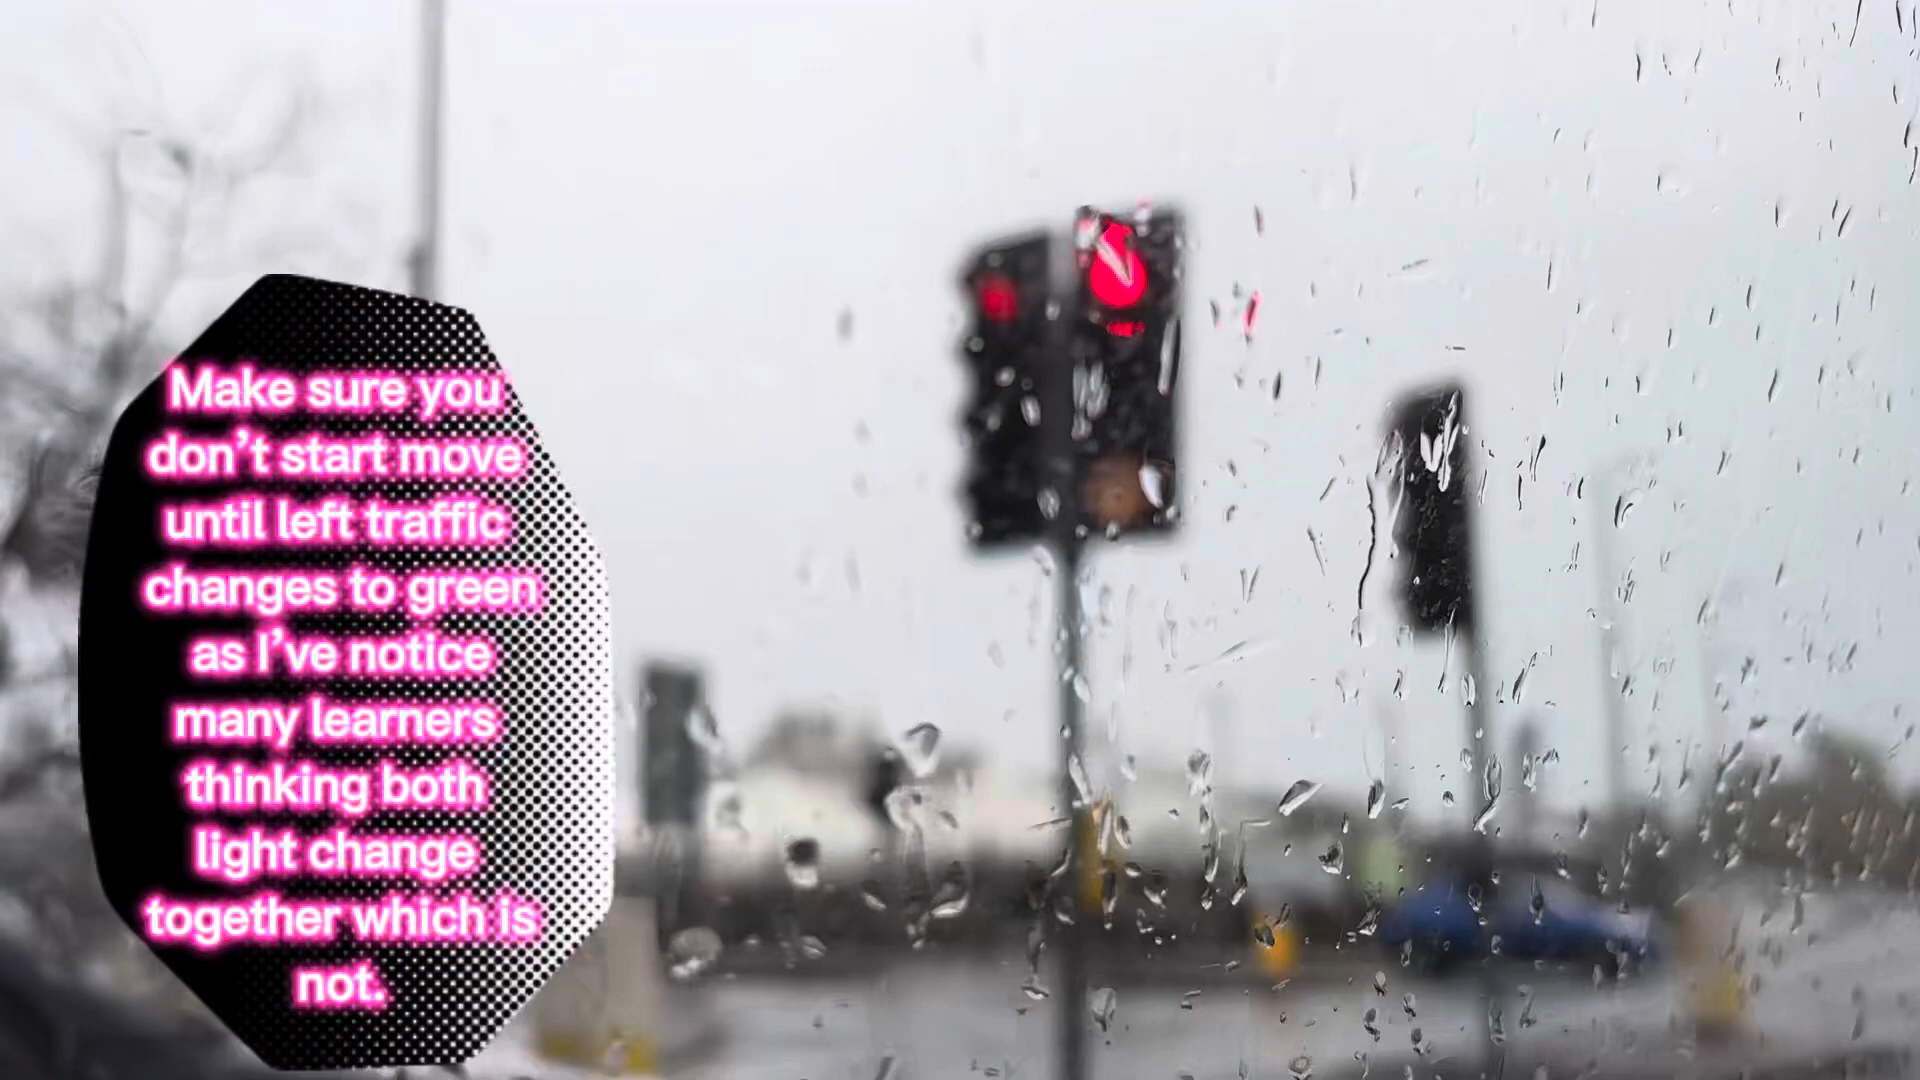 Make sure you
don’t start move
until left traffic
changes to green
as I’ve notice
many learners
thinking both
light change
together which is
not.